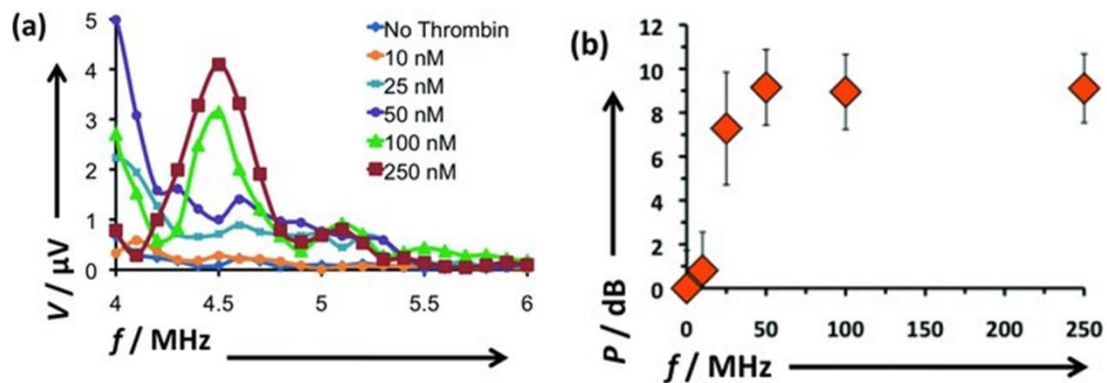 (a)
V / μV
5
4
3
2
1
0
No Thrombin
10 nM
25 nM
50 nM
100 nM
250 nM
4 4.5 5 5.5 6
f / MHz
(b)
P / dB
12
10
8
6
4
2
0
0 50 100 150 200 250
f / MHz